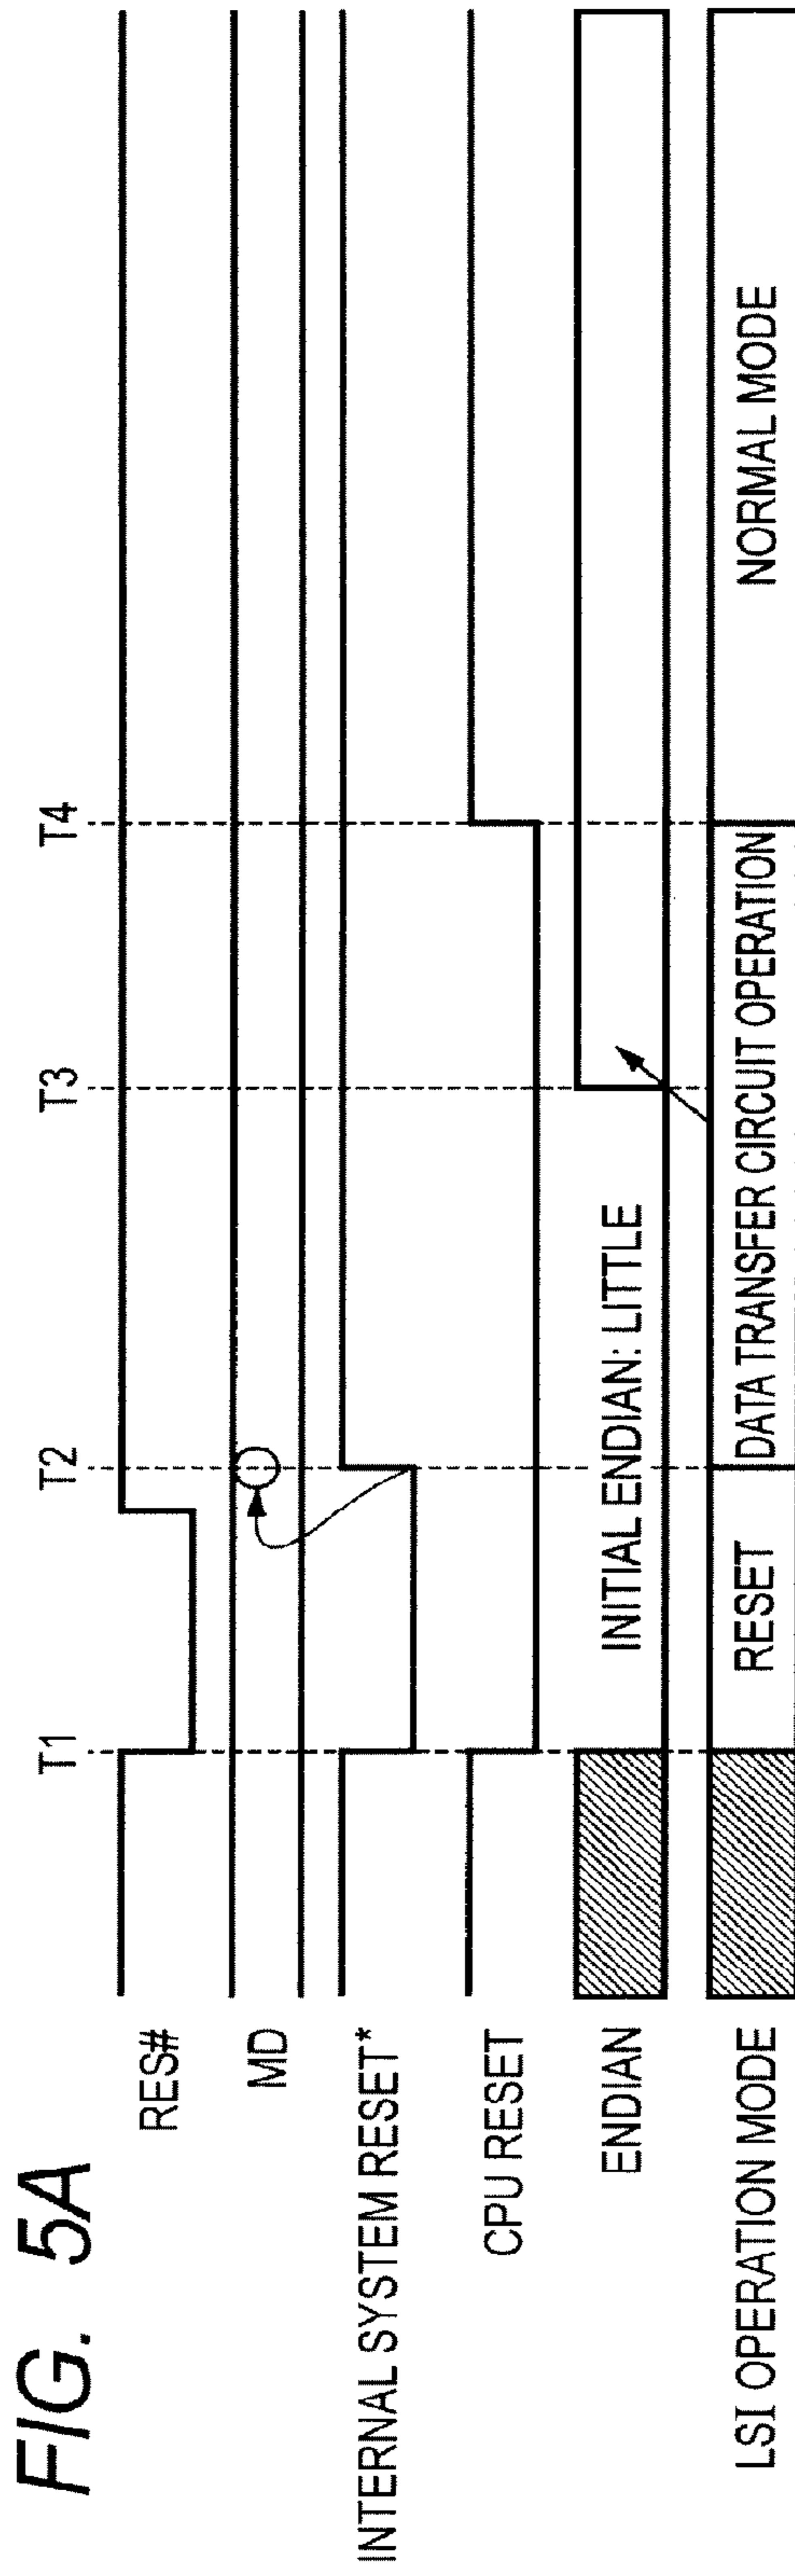 FIG. 5A
T1 T2 T3 T4
RES#
MD
INTERNAL SYSTEM RESET*
CPU RESET
ENDIAN
INITIAL ENDIAN: LITTLE
LSI OPERATION MODE
RESET
DATA TRANSFER CIRCUIT OPERATION
NORMAL MODE